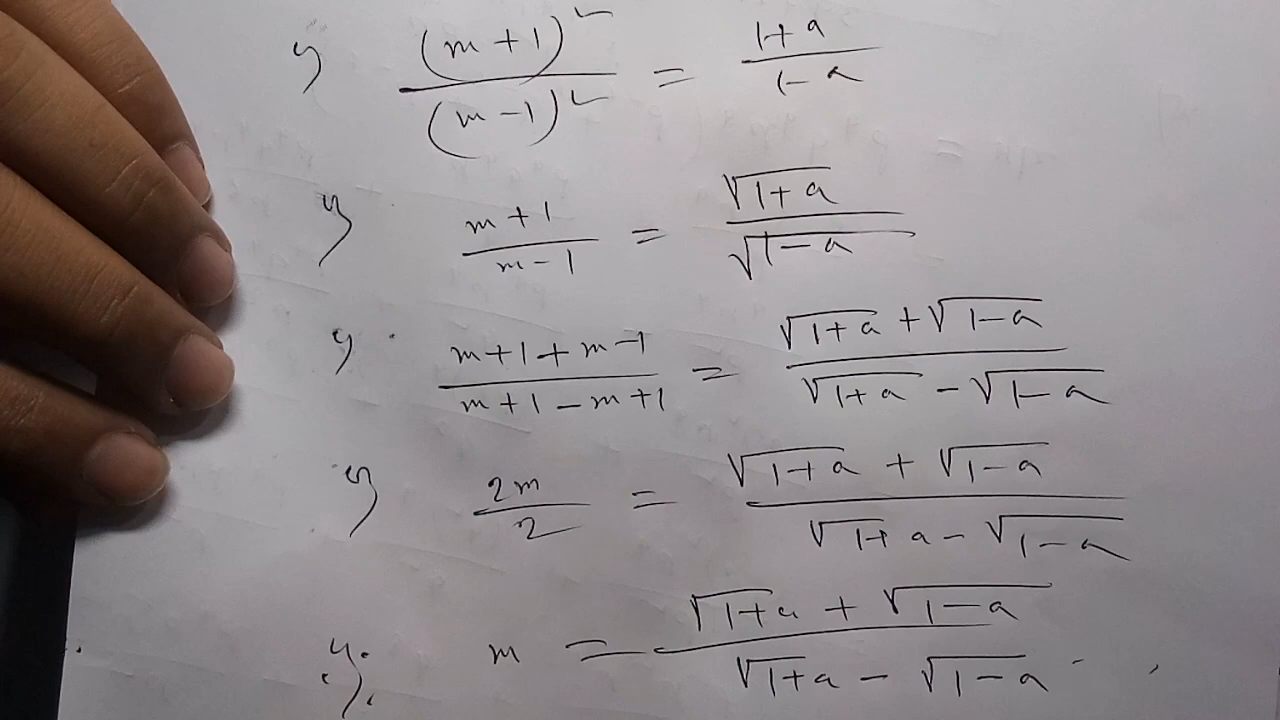 ⇒ (m+1)²/(m-1)² = 1+a/1-a
⇒ m+1/m-1 = √1+a/√1-a
⇒ m+1+m-1/m+1-m+1 = √1+a + √1-a/√1+a - √1-a
⇒ 2m/2 = √1+a + √1-a/√1+a - √1-a
∴ m = √1+a + √1-a/√1+a - √1-a